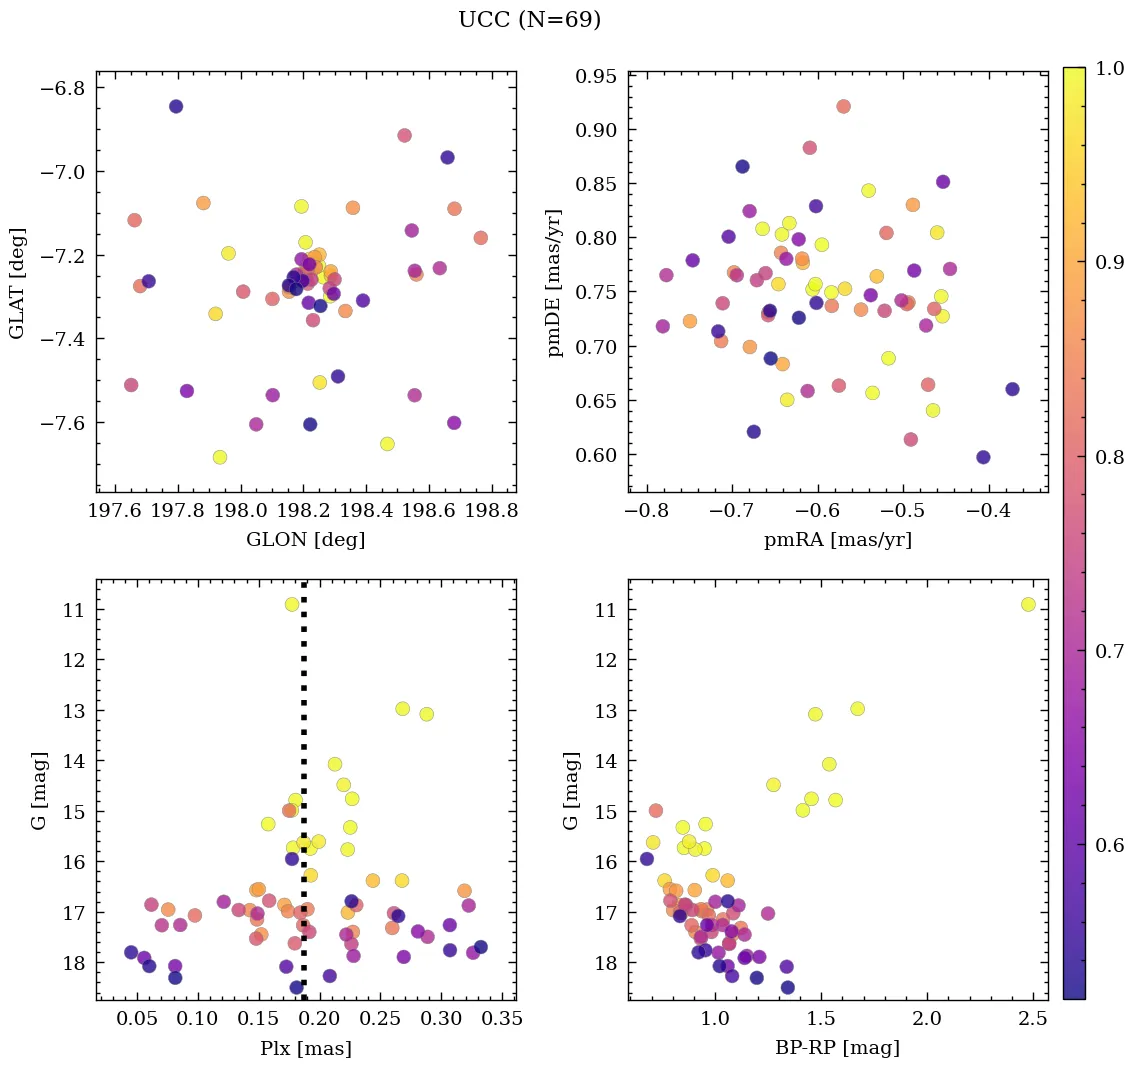 UCC (N=69)
−6.8
−7.0
−7.2
−7.4
−7.6
GLAT [deg]
197.6 197.8 198.0 198.2 198.4 198.6 198.8
GLON [deg]
0.95
0.90
0.85
0.80
0.75
0.70
0.65
0.60
pmDE [mas/yr]
−0.8 −0.7 −0.6 −0.5 −0.4
pmRA [mas/yr]
11
12
13
14
15
16
17
18
G [mag]
0.05 0.10 0.15 0.20 0.25 0.30 0.35
Plx [mas]
11
12
13
14
15
16
17
18
G [mag]
1.0 1.5 2.0 2.5
BP-RP [mag]
1.0
0.9
0.8
0.7
0.6